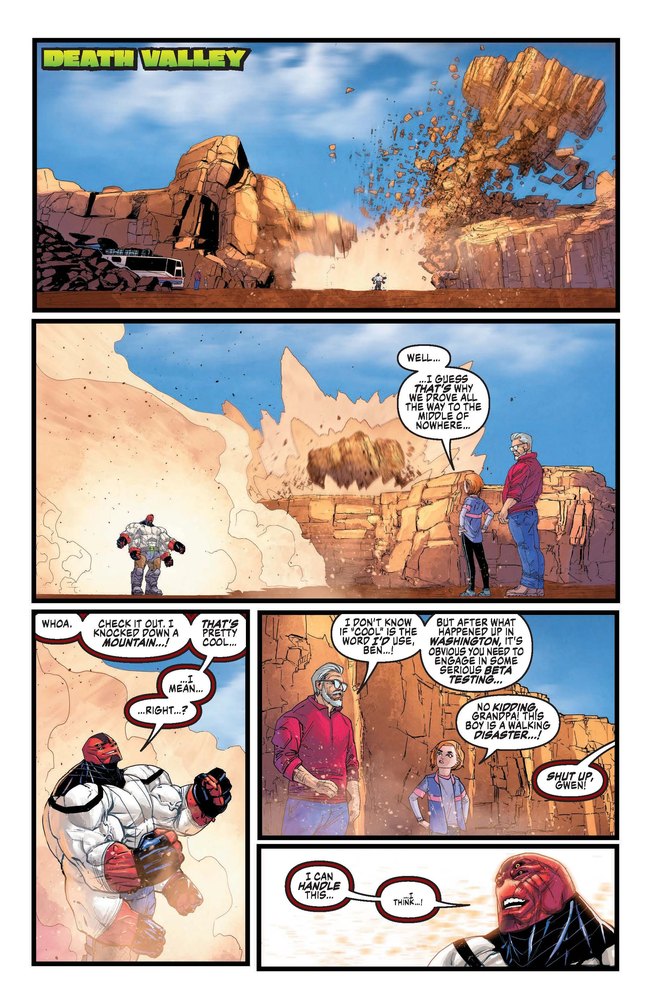 DEATH VALLEY
WELL...
...I GUESS
THAT'S WHY
WE DROVE ALL
THE WAY TO THE
MIDDLE OF
NOWHERE...
WHOA.
CHECK IT OUT. I
KNOCKED DOWN A
MOUNTAIN...!
THAT'S
PRETTY
COOL...
...I
MEAN...
...RIGHT...?
I DON'T KNOW
IF "COOL" IS THE
WORD I'D USE,
BEN...!
BUT AFTER WHAT
HAPPENED UP IN
WASHINGTON, IT'S
OBVIOUS YOU NEED TO
ENGAGE IN SOME
SERIOUS BETA
TESTING...
NO KIDDING,
GRANDPA! THIS
BOY IS A WALKING
DISASTER...!
SHUT UP,
GWEN!
I CAN
HANDLE
THIS...
I
THINK...!